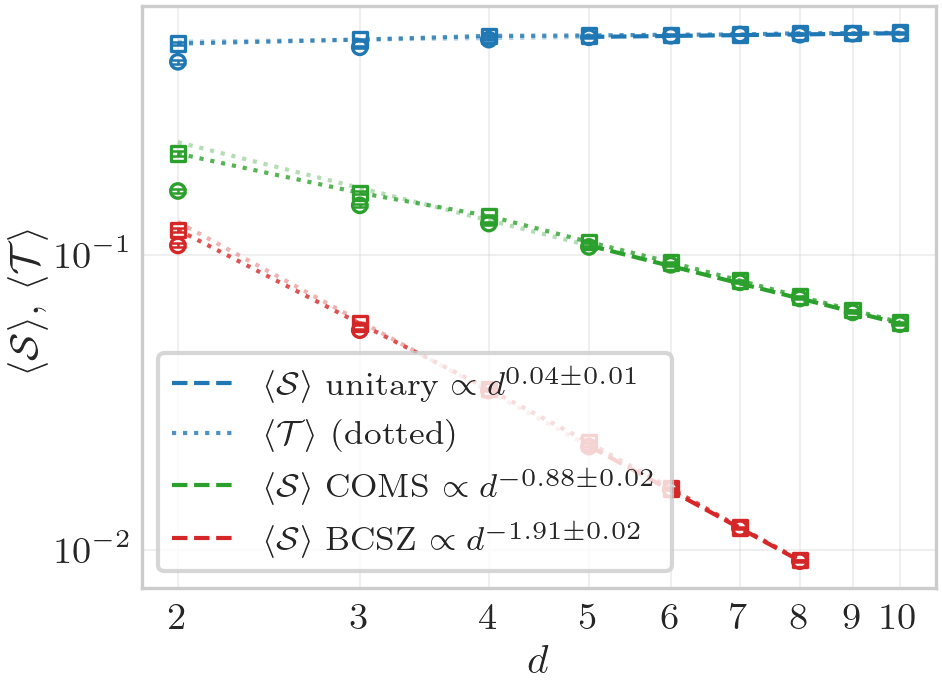 ⟨𝒮⟩, ⟨𝒯⟩
10⁻¹
10⁻²
⟨𝒮⟩ unitary ∝ d^{0.04±0.01}
⟨𝒯⟩ (dotted)
⟨𝒮⟩ COMS ∝ d^{−0.88±0.02}
⟨𝒮⟩ BCSZ ∝ d^{−1.91±0.02}
2 3 4 5 6 7 8 9 10
d